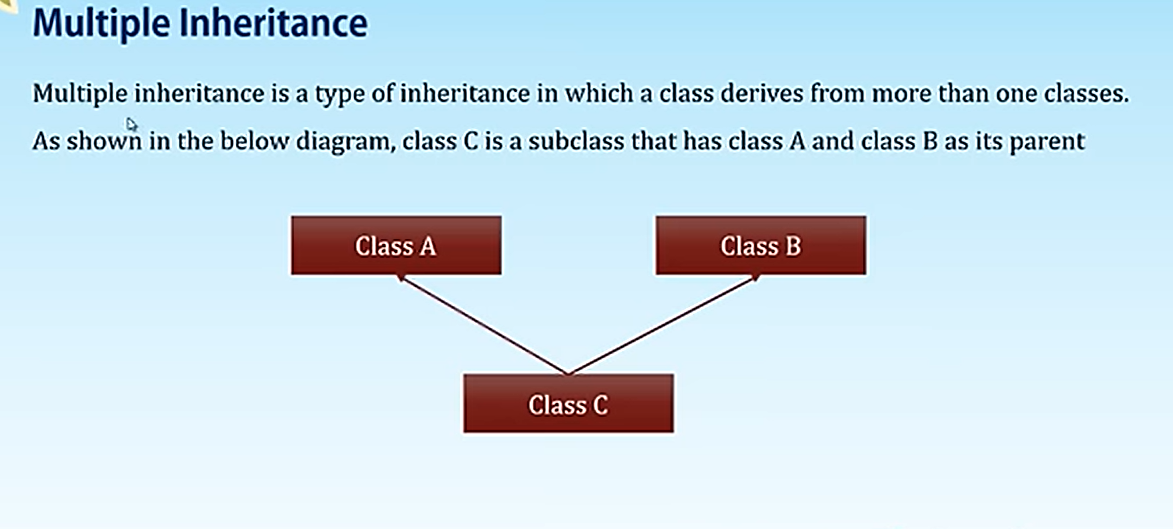 Multiple Inheritance
Multiple inheritance is a type of inheritance in which a class derives from more than one classes.
As shown in the below diagram, class C is a subclass that has class A and class B as its parent
Class A
Class B
Class C